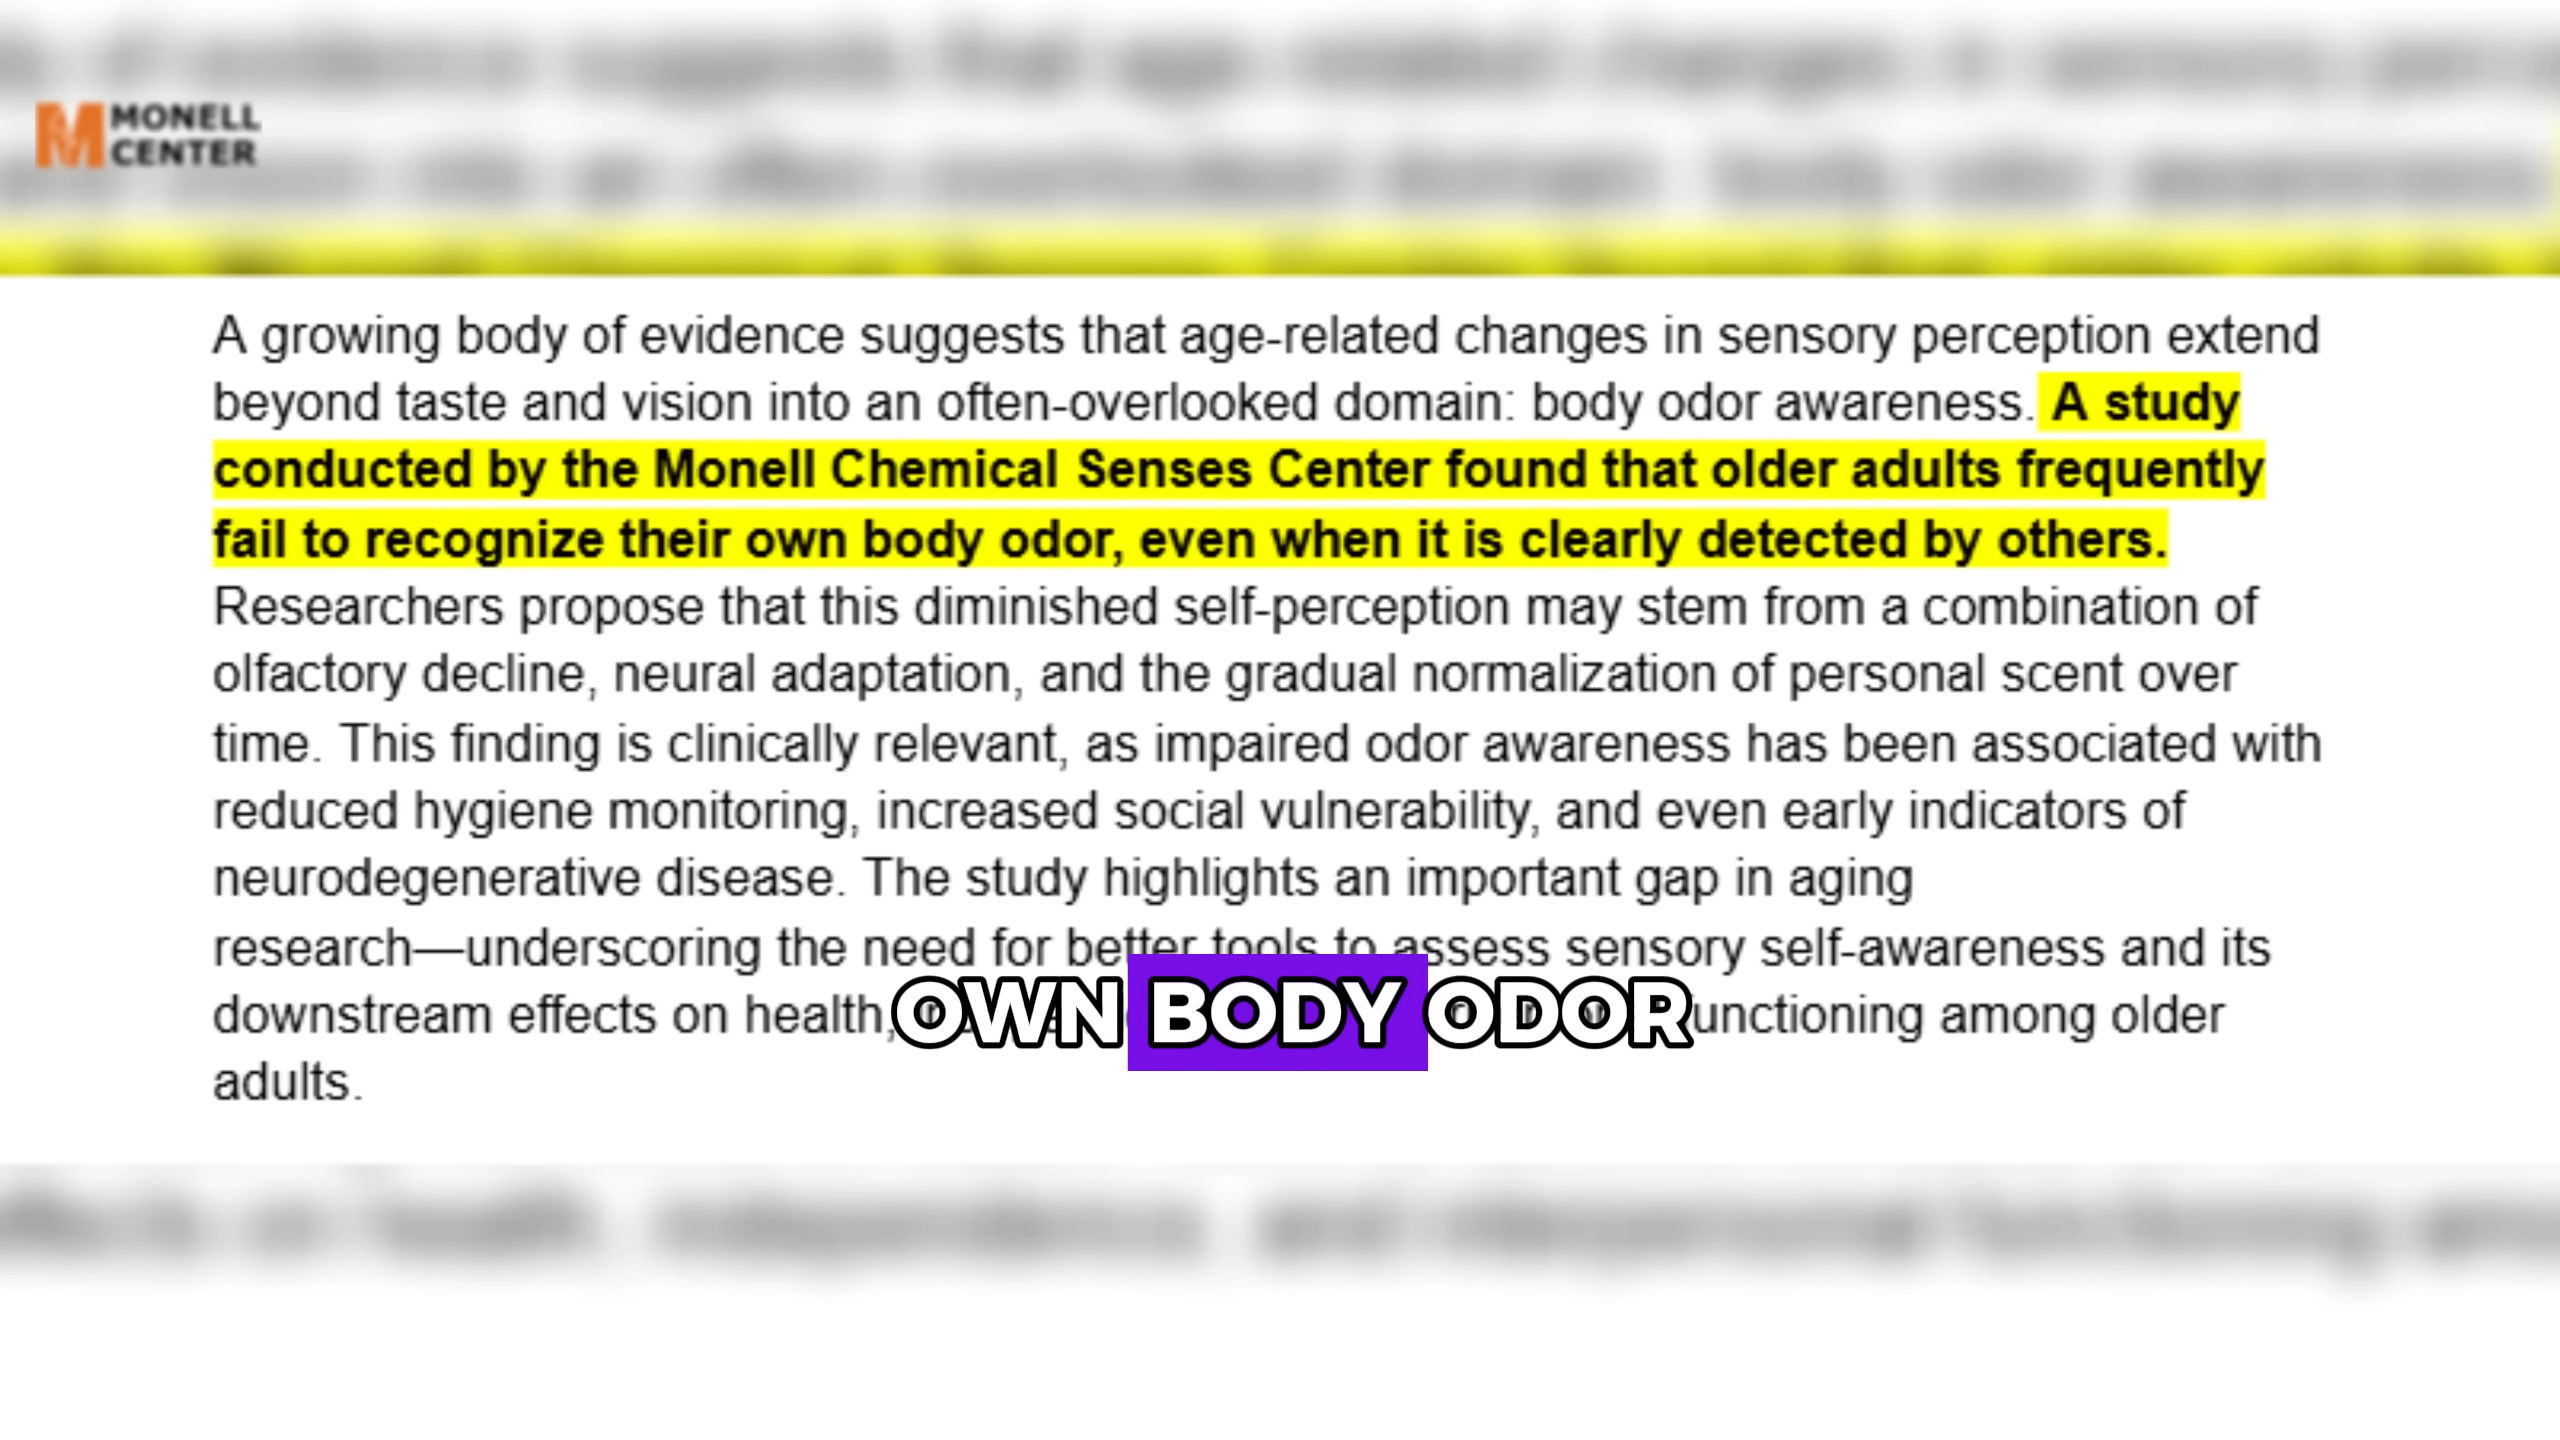 MONELL
CENTER
A growing body of evidence suggests that age-related changes in sensory perception extend
beyond taste and vision into an often-overlooked domain: body odor awareness. A study
conducted by the Monell Chemical Senses Center found that older adults frequently
fail to recognize their own body odor, even when it is clearly detected by others.
Researchers propose that this diminished self-perception may stem from a combination of
olfactory decline, neural adaptation, and the gradual normalization of personal scent over
time. This finding is clinically relevant, as impaired odor awareness has been associated with
reduced hygiene monitoring, increased social vulnerability, and even early indicators of
neurodegenerative disease. The study highlights an important gap in aging
research—underscoring the need for better tools to assess sensory self-awareness and its
downstream effects on health, functioning among older
OWN BODY ODOR
adults.